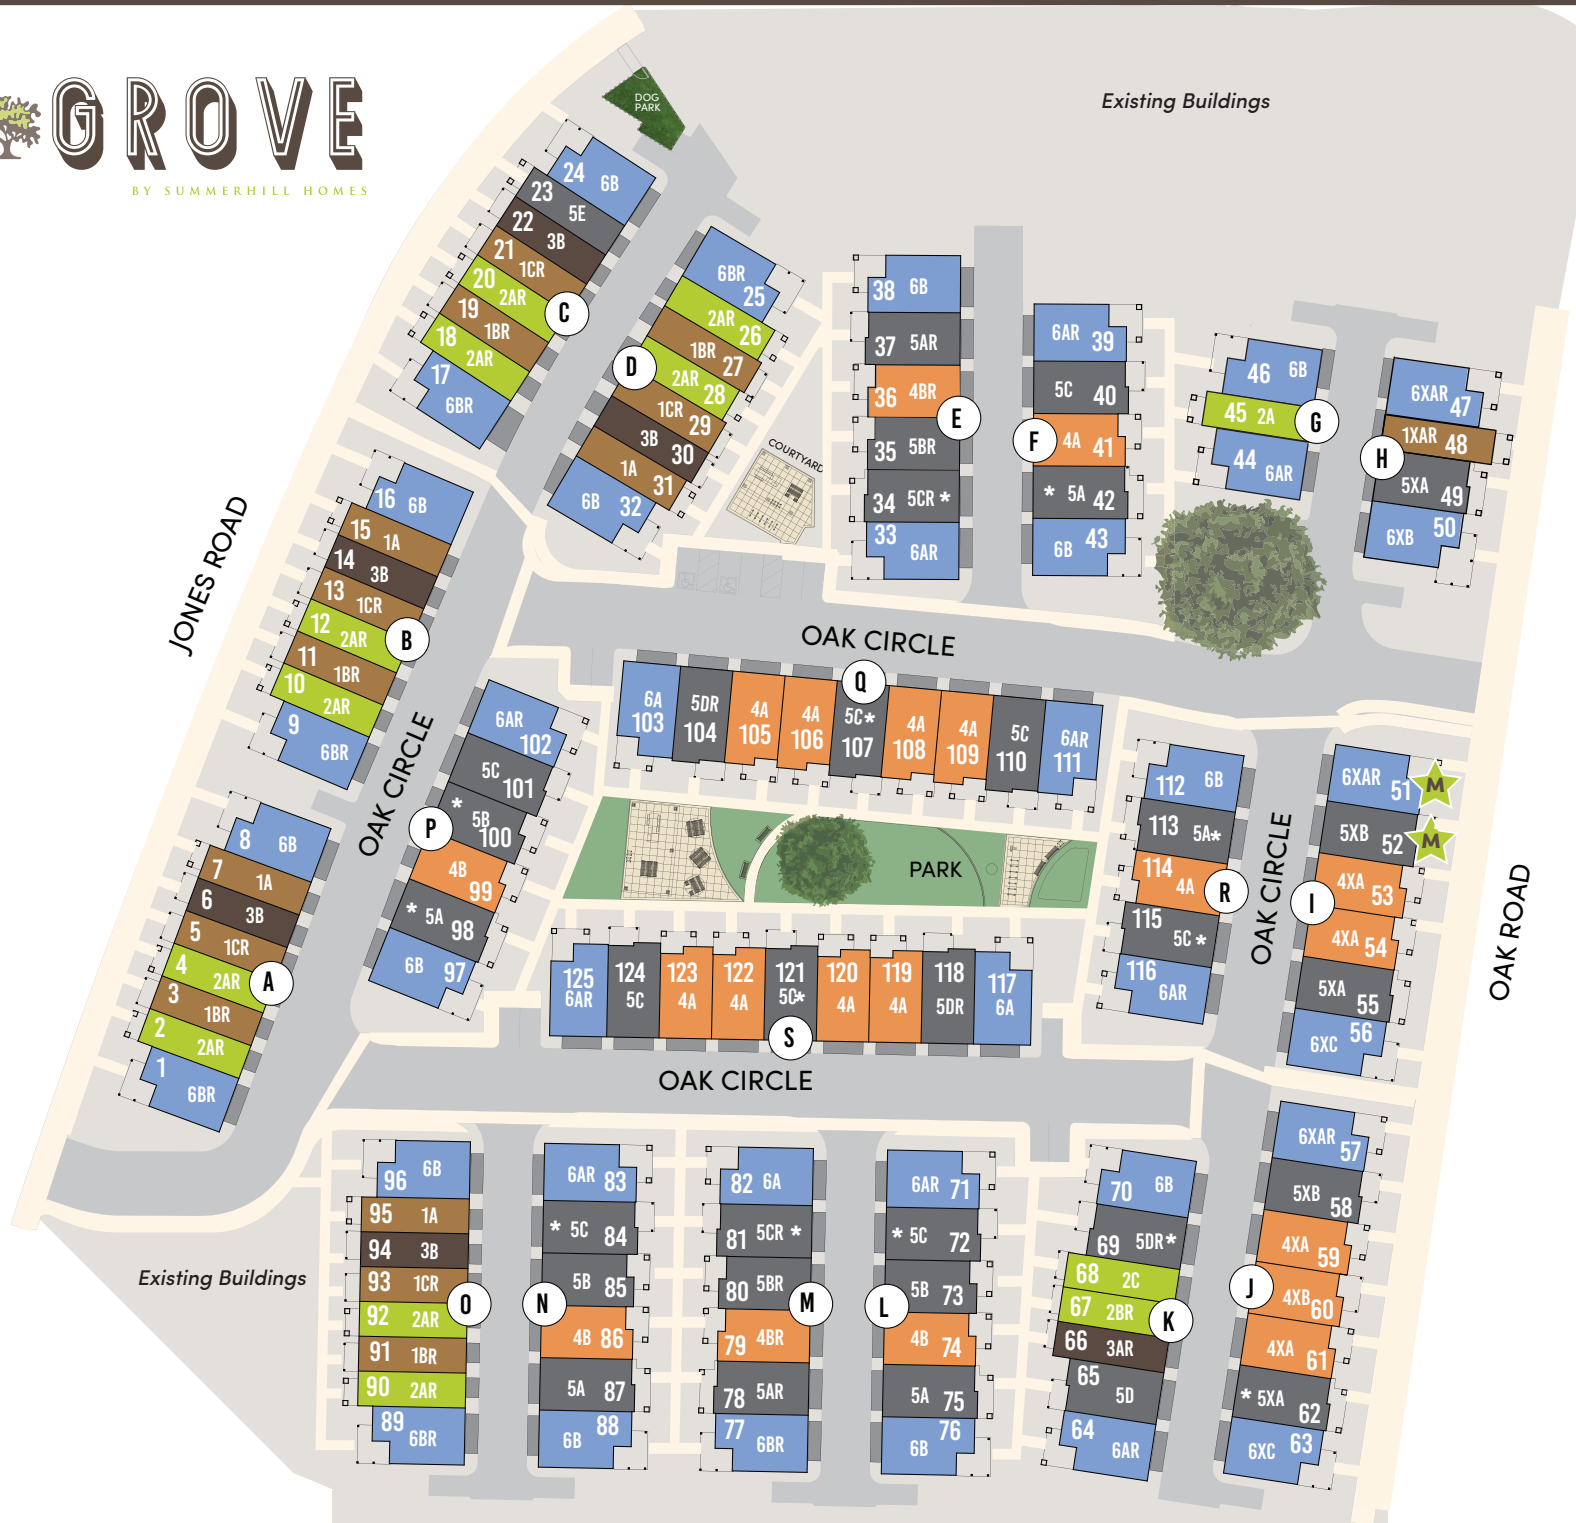 GROVE
BY SUMMERHILL HOMES
DOG
PARK
Existing Buildings
24 6B
23 5E
22 3B
21 1CR
20 2AR
19 1BR
18 2AR
17 6BR
C
6BR 25
2AR 26
1BR 27
2AR 28
1CR 29
3B 30
1A 31
6B 32
D
COURTYARD
38 6B
37 5AR
36 4BR
35 5BR
34 5CR *
33 6AR
E
6AR 39
5C 40
4A 41
* 5A 42
6B 43
F
46 6B
45 2A
44 6AR
G
6XAR 47
1XAR 48
5XA 49
6XB 50
H
JONES ROAD
16 6B
15 1A
14 3B
13 1CR
12 2AR
11 1BR
10 2AR
9 6BR
B
OAK CIRCLE
6A 103
5DR 104
4A 105
4A 106
5C* 107
4A 108
4A 109
5C 110
6AR 111
Q
OAK CIRCLE
6AR 102
5C 101
* 5B 100
4B 99
* 5A 98
6B 97
P
8 6B
7 1A
6 3B
5 1CR
4 2AR
3 1BR
2 2AR
1 6BR
A
PARK
112 6B
113 5A*
114 4A
115 5C *
116 6AR
R
OAK CIRCLE
6XAR 51 M
5XB 52 M
4XA 53
4XA 54
5XA 55
6XC 56
I
OAK ROAD
125 6AR
124 5C
123 4A
122 4A
121 5C*
120 4A
119 4A
118 5DR
117 6A
S
OAK CIRCLE
Existing Buildings
96 6B
95 1A
94 3B
93 1CR
92 2AR
91 1BR
90 2AR
89 6BR
O
6AR 83
* 5C 84
5B 85
4B 86
5A 87
6B 88
N
82 6A
81 5CR *
80 5BR
79 4BR
78 5AR
77 6BR
M
6AR 71
* 5C 72
5B 73
4B 74
5A 75
6B 76
L
70 6B
69 5DR*
68 2C
67 2BR
66 3AR
65 5D
64 6AR
K
6XAR 57
5XB 58
4XA 59
4XB 60
4XA 61
* 5XA 62
6XC 63
J